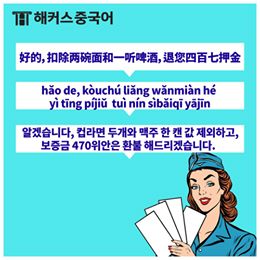 해커스 중국어
好的, 扣除两碗面和一听啤酒, 退您四百七押金
hǎo de, kòuchú liǎng wǎnmiàn hé
yì tīng píjiǔ tuì nín sìbǎiqī yājīn
알겠습니다, 컵라면 두개와 맥주 한 캔 값 제외하고,
보증금 470위안은 환불 해드리겠습니다.